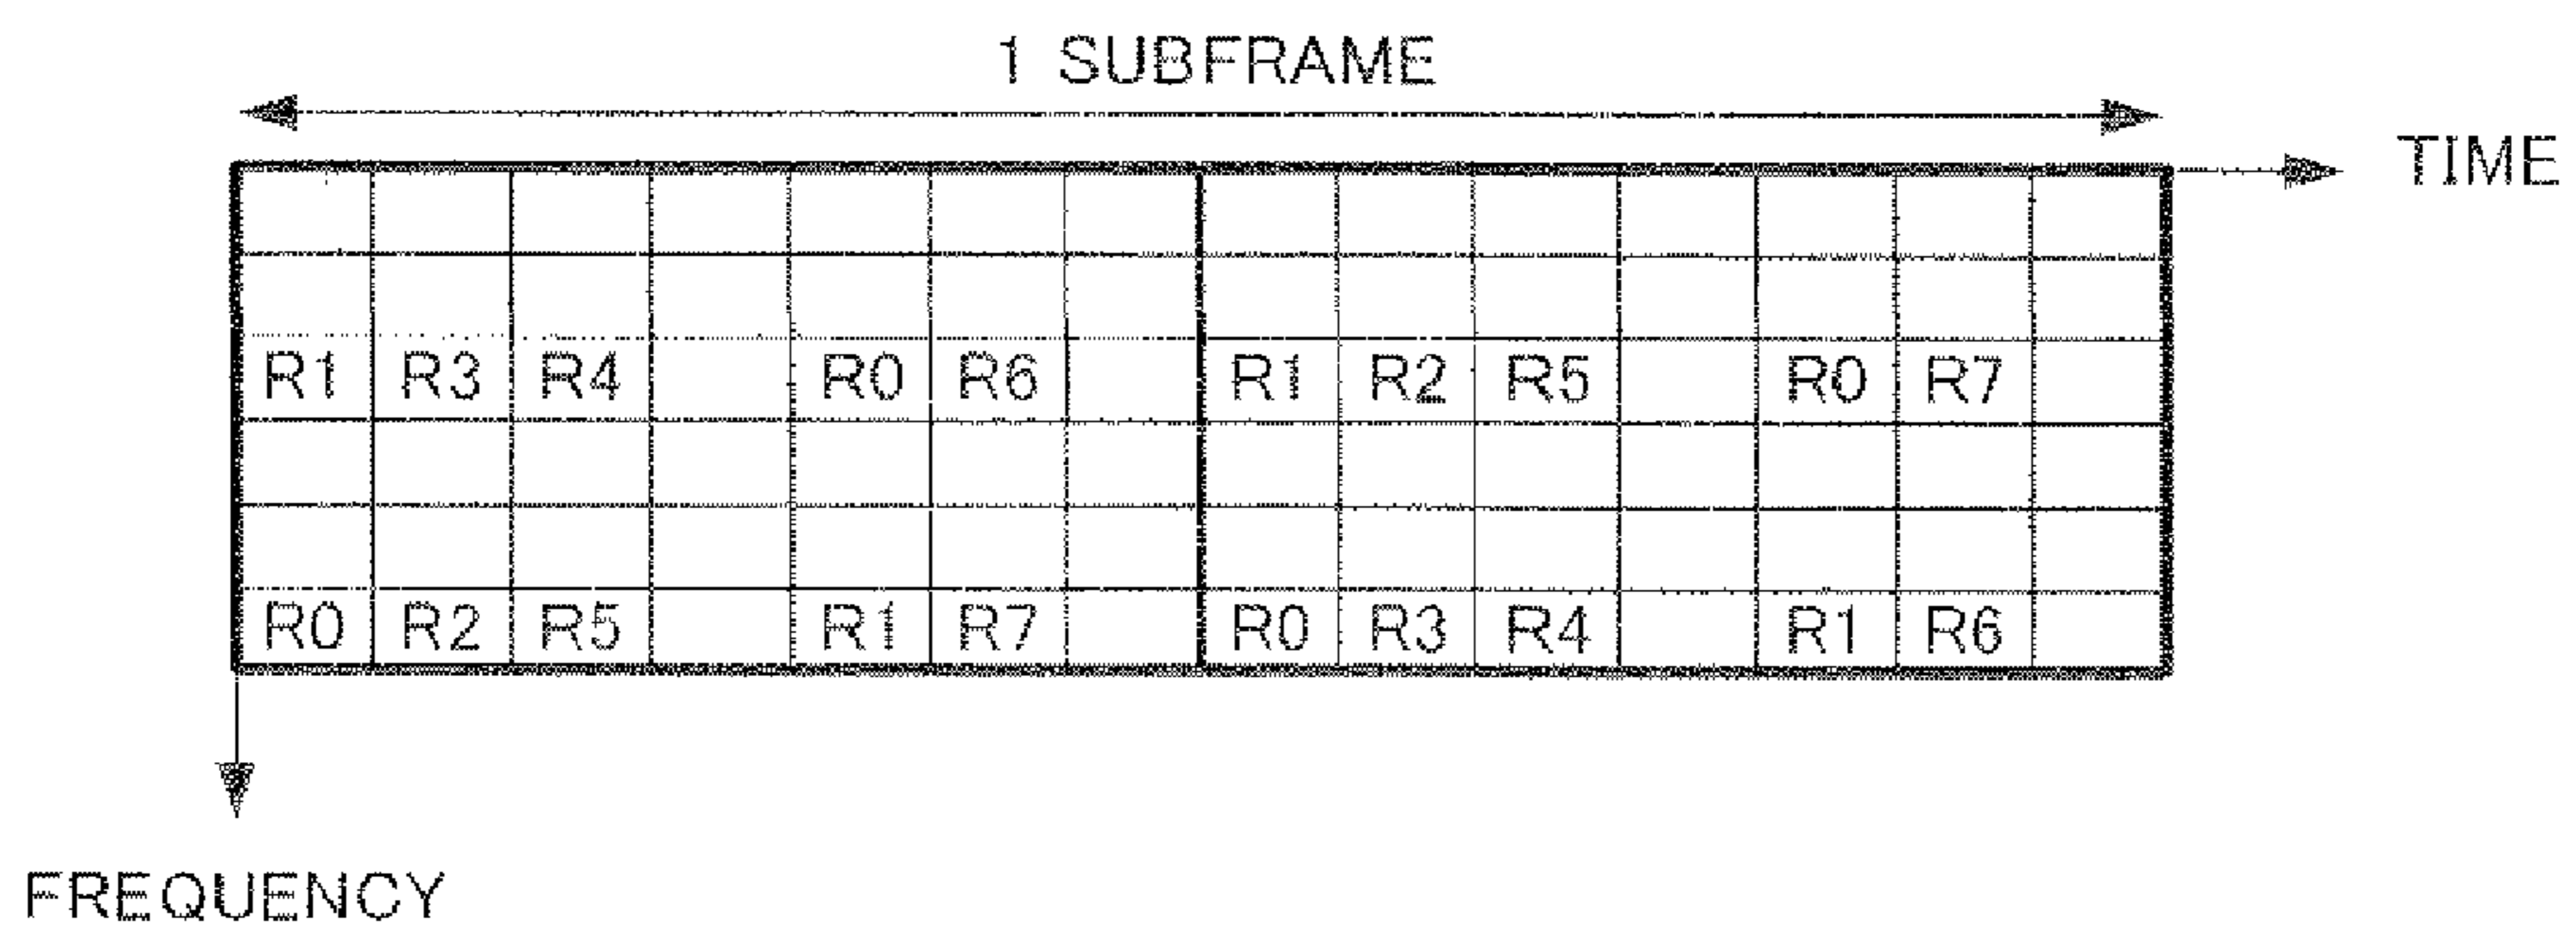 1 SUBFRAME
TIME
R1 R3 R4 R0 R6 R1 R2 R5 R0 R7
R0 R2 R5 R1 R7 R0 R3 R4 R1 R6
FREQUENCY